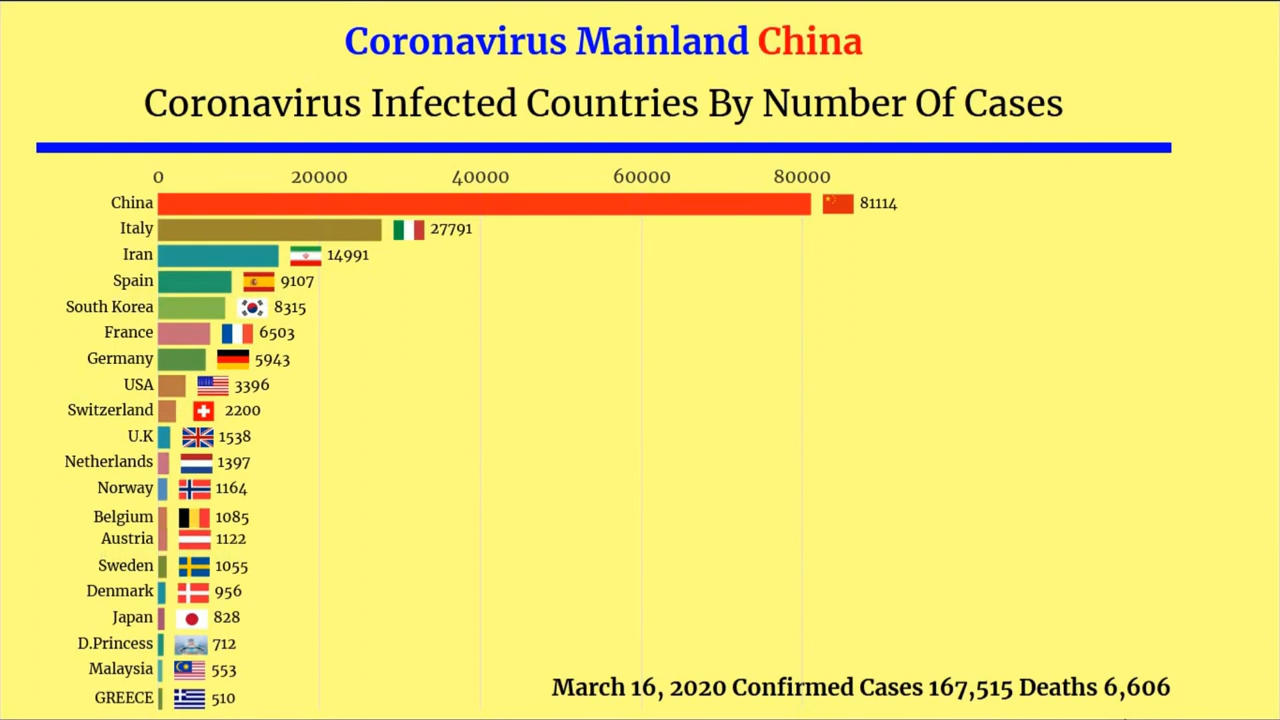 Coronavirus Mainland China
Coronavirus Infected Countries By Number Of Cases
0 20000 40000 60000 80000
China 81114
Italy 27791
Iran 14991
Spain 9107
South Korea 8315
France 6503
Germany 5943
USA 3396
Switzerland 2200
U.K 1538
Netherlands 1397
Norway 1164
Belgium 1085
Austria 1122
Sweden 1055
Denmark 956
Japan 828
D.Princess 712
Malaysia 553
GREECE 510
March 16, 2020 Confirmed Cases 167,515 Deaths 6,606